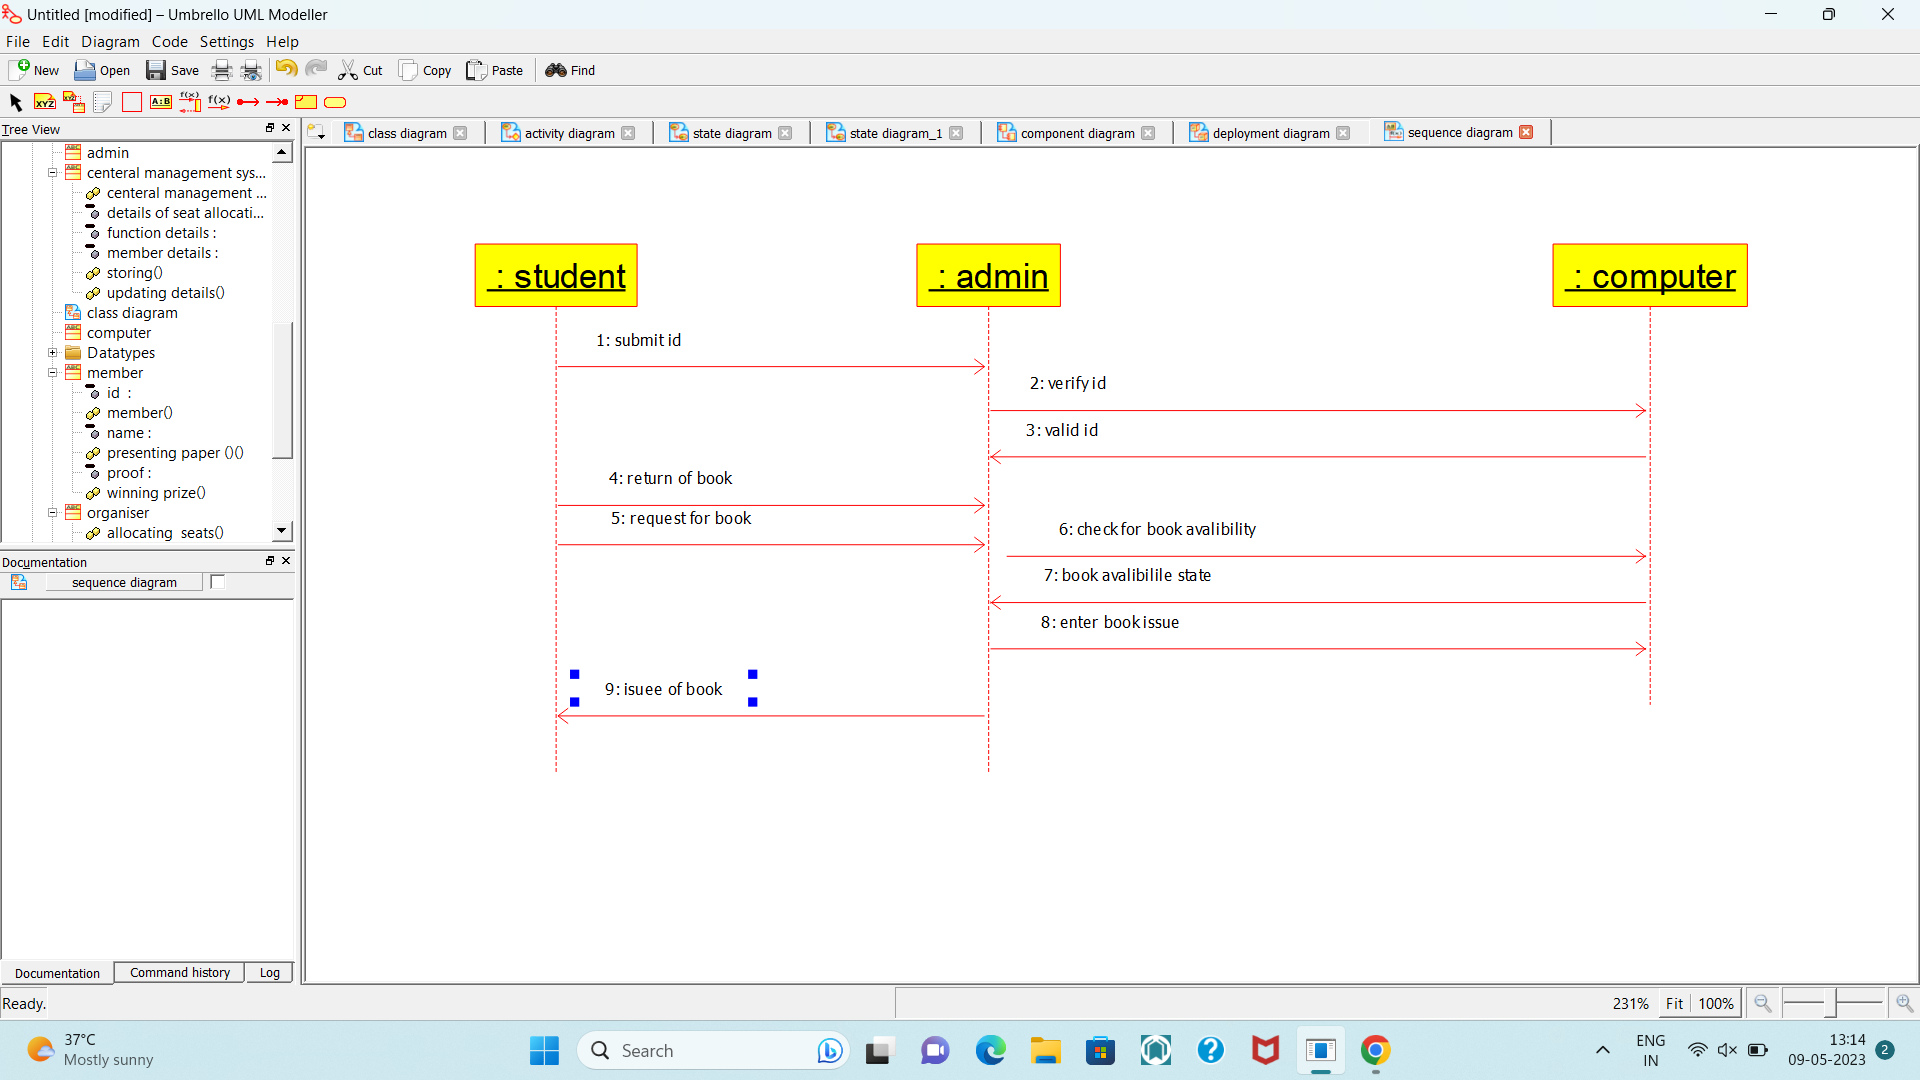 Untitled [modified] – Umbrello UML Modeller
File Edit Diagram Code Settings Help
New Open Save Cut Copy Paste Find
XYZ XYZ A:B f(x) f(x)
Tree View
class diagram activity diagram state diagram state diagram_1 component diagram deployment diagram sequence diagram
admin
centeral management sys...
centeral management ...
details of seat allocati...
function details :
member details :
storing()
updating details()
class diagram
computer
Datatypes
member
id :
member()
name :
presenting paper ()()
proof :
winning prize()
organiser
allocating seats()
Documentation
sequence diagram
Documentation Command history Log
: student
: admin
: computer
1: submit id
2: verify id
3: valid id
4: return of book
5: request for book
6: check for book avalibility
7: book avalibilile state
8: enter book issue
9: isuee of book
Ready.
231% Fit 100%
37°C
Mostly sunny
Search
ENG
IN
13:14
09-05-2023
2